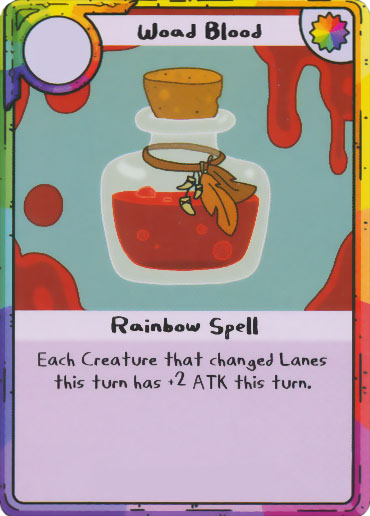 Woad Blood
Rainbow Spell
Each Creature that changed Lanes
this turn has +2 ATK this turn.